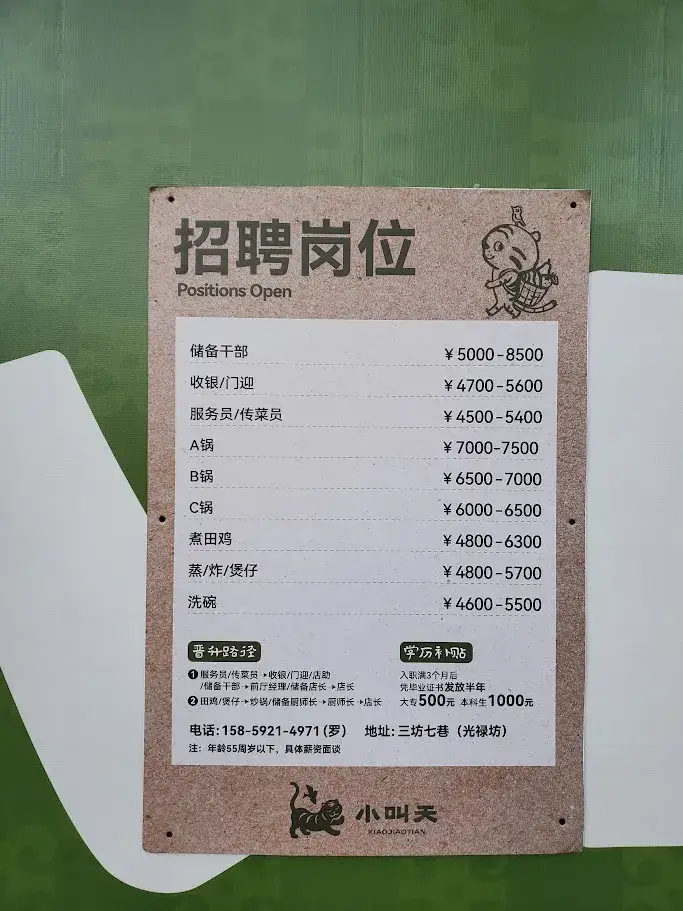 招聘岗位
Positions Open
储备干部 ￥5000-8500
收银/门迎 ￥4700-5600
服务员/传菜员 ￥4500-5400
A锅 ￥7000-7500
B锅 ￥6500-7000
C锅 ￥6000-6500
煮田鸡 ￥4800-6300
蒸/炸/煲仔 ￥4800-5700
洗碗 ￥4600-5500
晋升路径
❶服务员/传菜员→收银/门迎/店助
/储备干部→前厅经理/储备店长→店长
❷田鸡/煲仔→炒锅/储备厨师长→厨师长→店长
学历补贴
入职满3个月后
凭毕业证书发放半年
大专500元 本科生1000元
电话:158-5921-4971(罗) 地址:三坊七巷（光禄坊）
注：年龄55周岁以下，具体薪资面谈
小叫天
XIAOJIAOTIAN